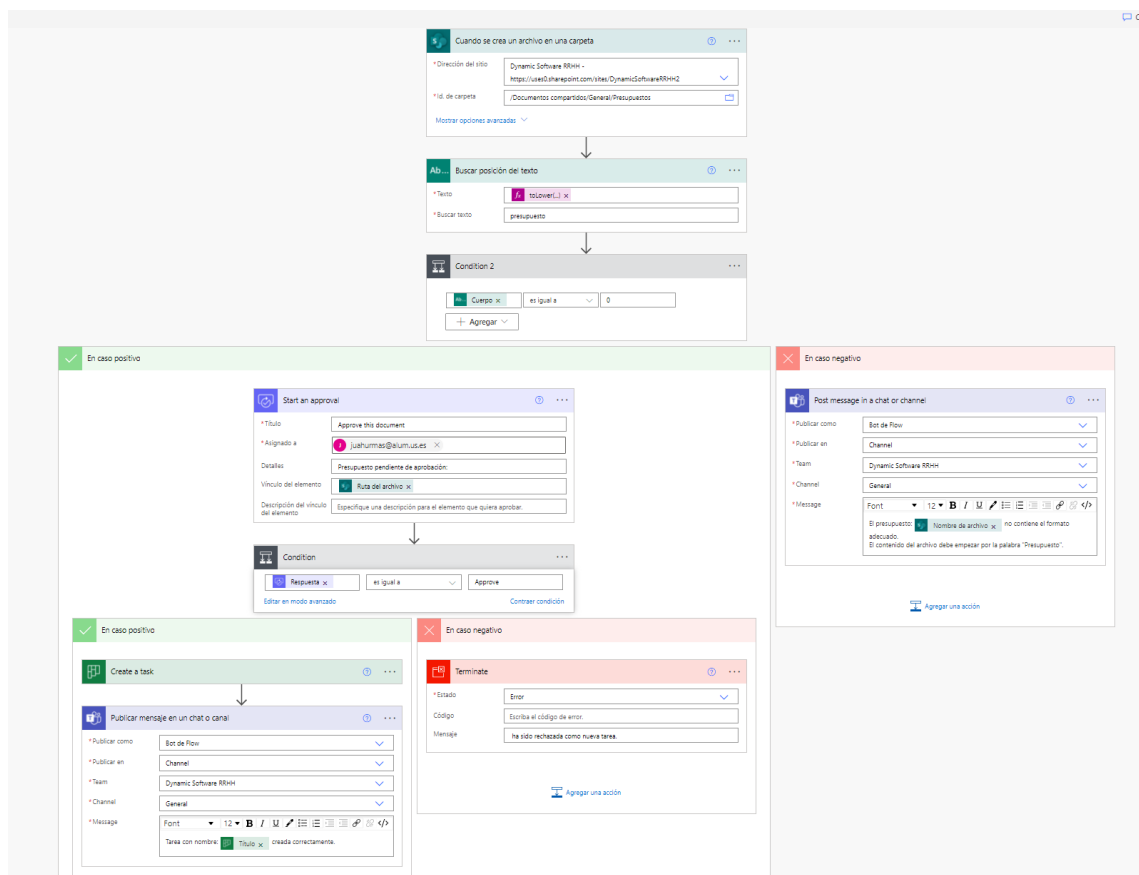 Cuando se crea un archivo en una carpeta
*Dirección del sitio
Dynamic Software RRHH -
https://uses0.sharepoint.com/sites/DynamicSoftwareRRHH2
*Id. de carpeta
/Documentos compartidos/General/Presupuestos
Mostrar opciones avanzadas
Ab... Buscar posición del texto
*Texto
fx toLower(...) ×
*Buscar texto
presupuesto
Condition 2
Cuerpo × es igual a 0
+ Agregar
En caso positivo
Start an approval
*Título
Approve this document
*Asignado a
J juahurmas@alum.us.es ×
Detalles
Presupuesto pendiente de aprobación:
Vínculo del elemento
Ruta del archivo ×
Descripción del vínculo
del elemento
Especifique una descripción para el elemento que quiera aprobar.
Condition
Respuesta × es igual a Approve
Editar en modo avanzado Contraer condición
En caso positivo
Create a task
Publicar mensaje en un chat o canal
*Publicar como
Bot de Flow
*Publicar en
Channel
*Team
Dynamic Software RRHH
*Channel
General
*Message
Font 12 B I U </>
Tarea con nombre: Título × creada correctamente.
En caso negativo
Terminate
*Estado
Error
Código
Escriba el código de error.
Mensaje
ha sido rechazada como nueva tarea.
Agregar una acción
En caso negativo
Post message in a chat or channel
*Publicar como
Bot de Flow
*Publicar en
Channel
*Team
Dynamic Software RRHH
*Channel
General
*Message
Font 12 B I U </>
El presupuesto: Nombre de archivo × no contiene el formato
adecuado.
El contenido del archivo debe empezar por la palabra "Presupuesto".
Agregar una acción